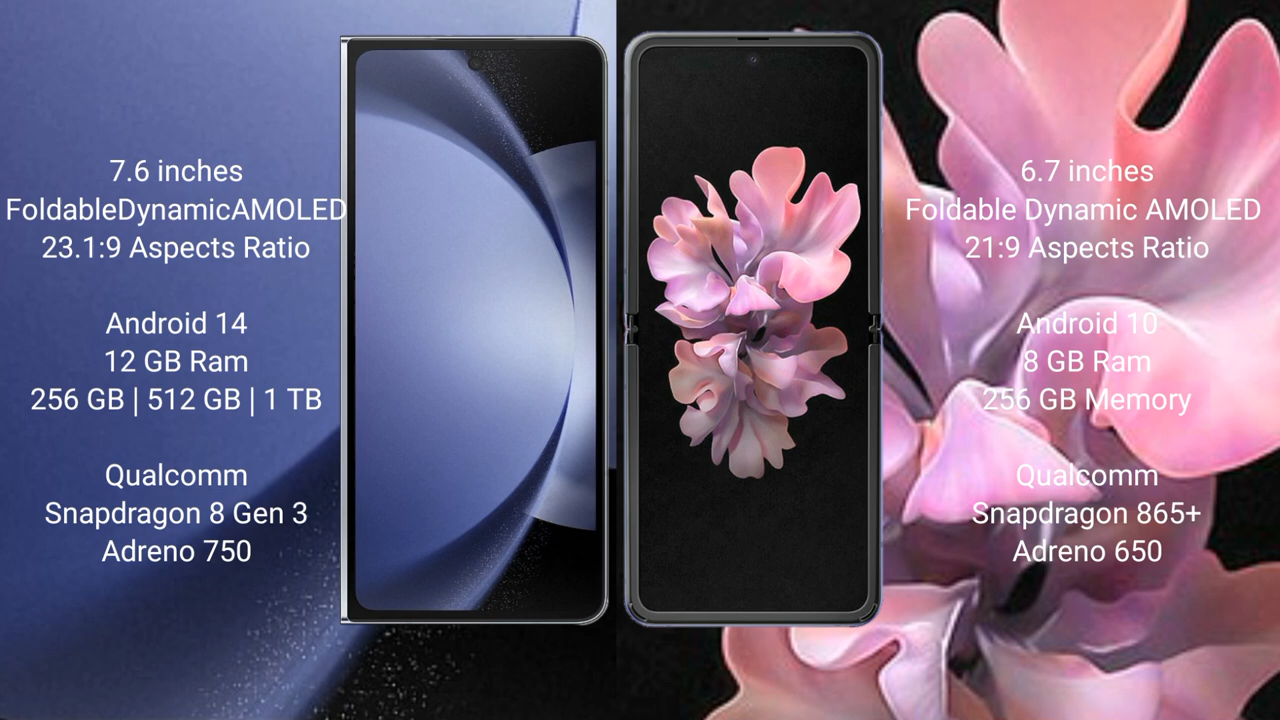 7.6 inches
FoldableDynamicAMOLED
23.1:9 Aspects Ratio
Android 14
12 GB Ram
256 GB | 512 GB | 1 TB
Qualcomm
Snapdragon 8 Gen 3
Adreno 750
6.7 inches
Foldable Dynamic AMOLED
21:9 Aspects Ratio
Android 10
8 GB Ram
256 GB Memory
Qualcomm
Snapdragon 865+
Adreno 650